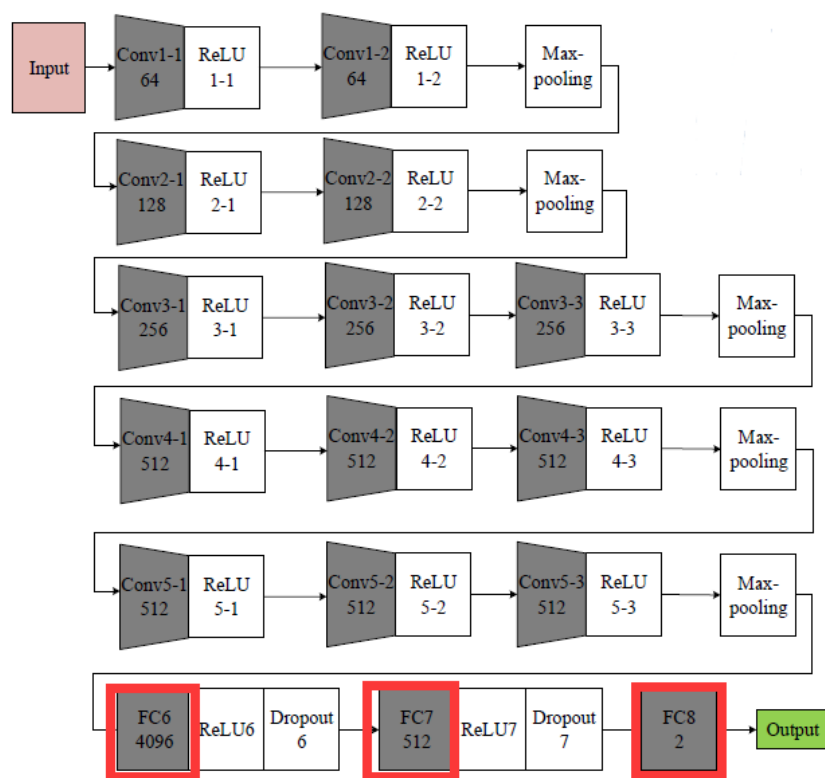 Input
Conv1-1
64
ReLU
1-1
Conv1-2
64
ReLU
1-2
Max-
pooling
Conv2-1
128
ReLU
2-1
Conv2-2
128
ReLU
2-2
Max-
pooling
Conv3-1
256
ReLU
3-1
Conv3-2
256
ReLU
3-2
Conv3-3
256
ReLU
3-3
Max-
pooling
Conv4-1
512
ReLU
4-1
Conv4-2
512
ReLU
4-2
Conv4-3
512
ReLU
4-3
Max-
pooling
Conv5-1
512
ReLU
5-1
Conv5-2
512
ReLU
5-2
Conv5-3
512
ReLU
5-3
Max-
pooling
FC6
4096
ReLU6
Dropout
6
FC7
512
ReLU7
Dropout
7
FC8
2
Output